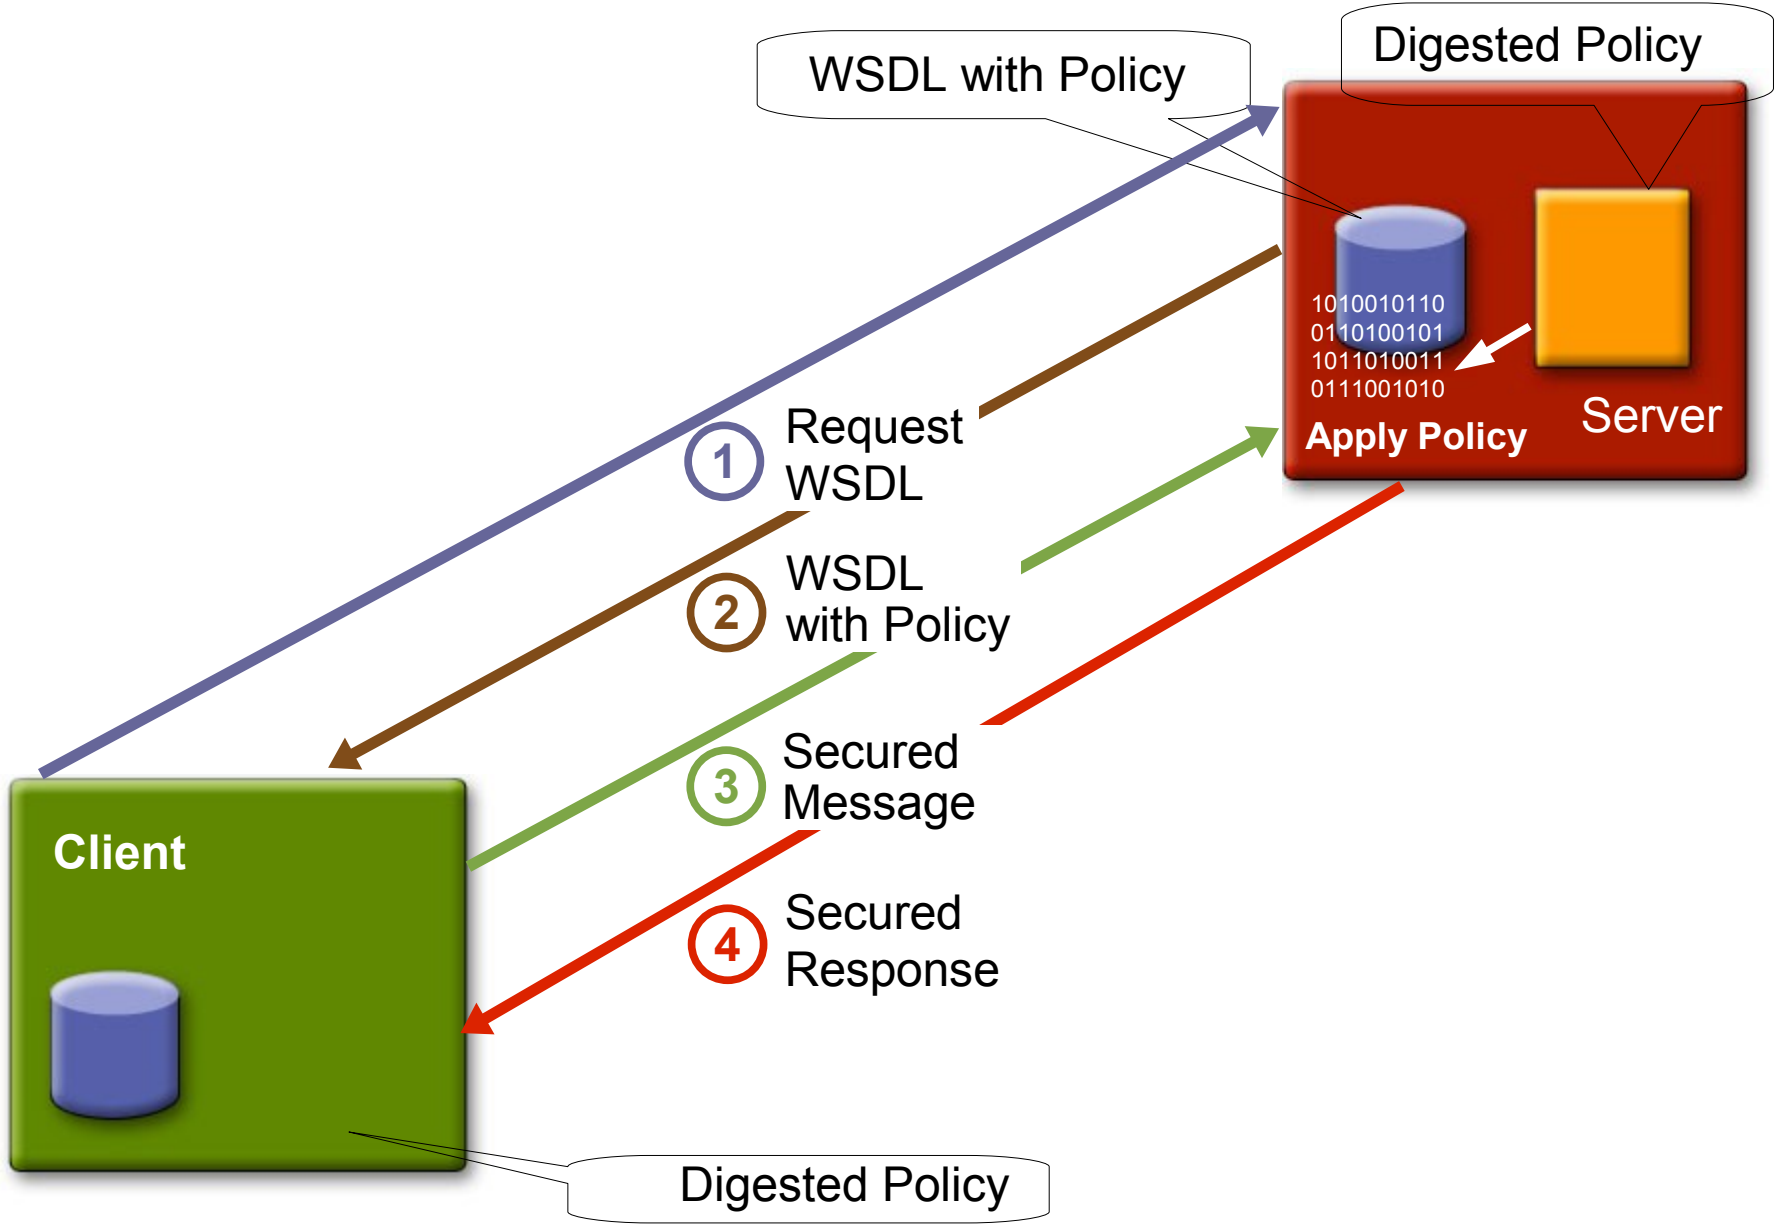 Digested Policy
WSDL with Policy
1010010110
0110100101
1011010011
0111001010
Apply Policy
Server
1
Request
WSDL
2
WSDL
with Policy
3
Secured
Message
4
Secured
Response
Client
Digested Policy